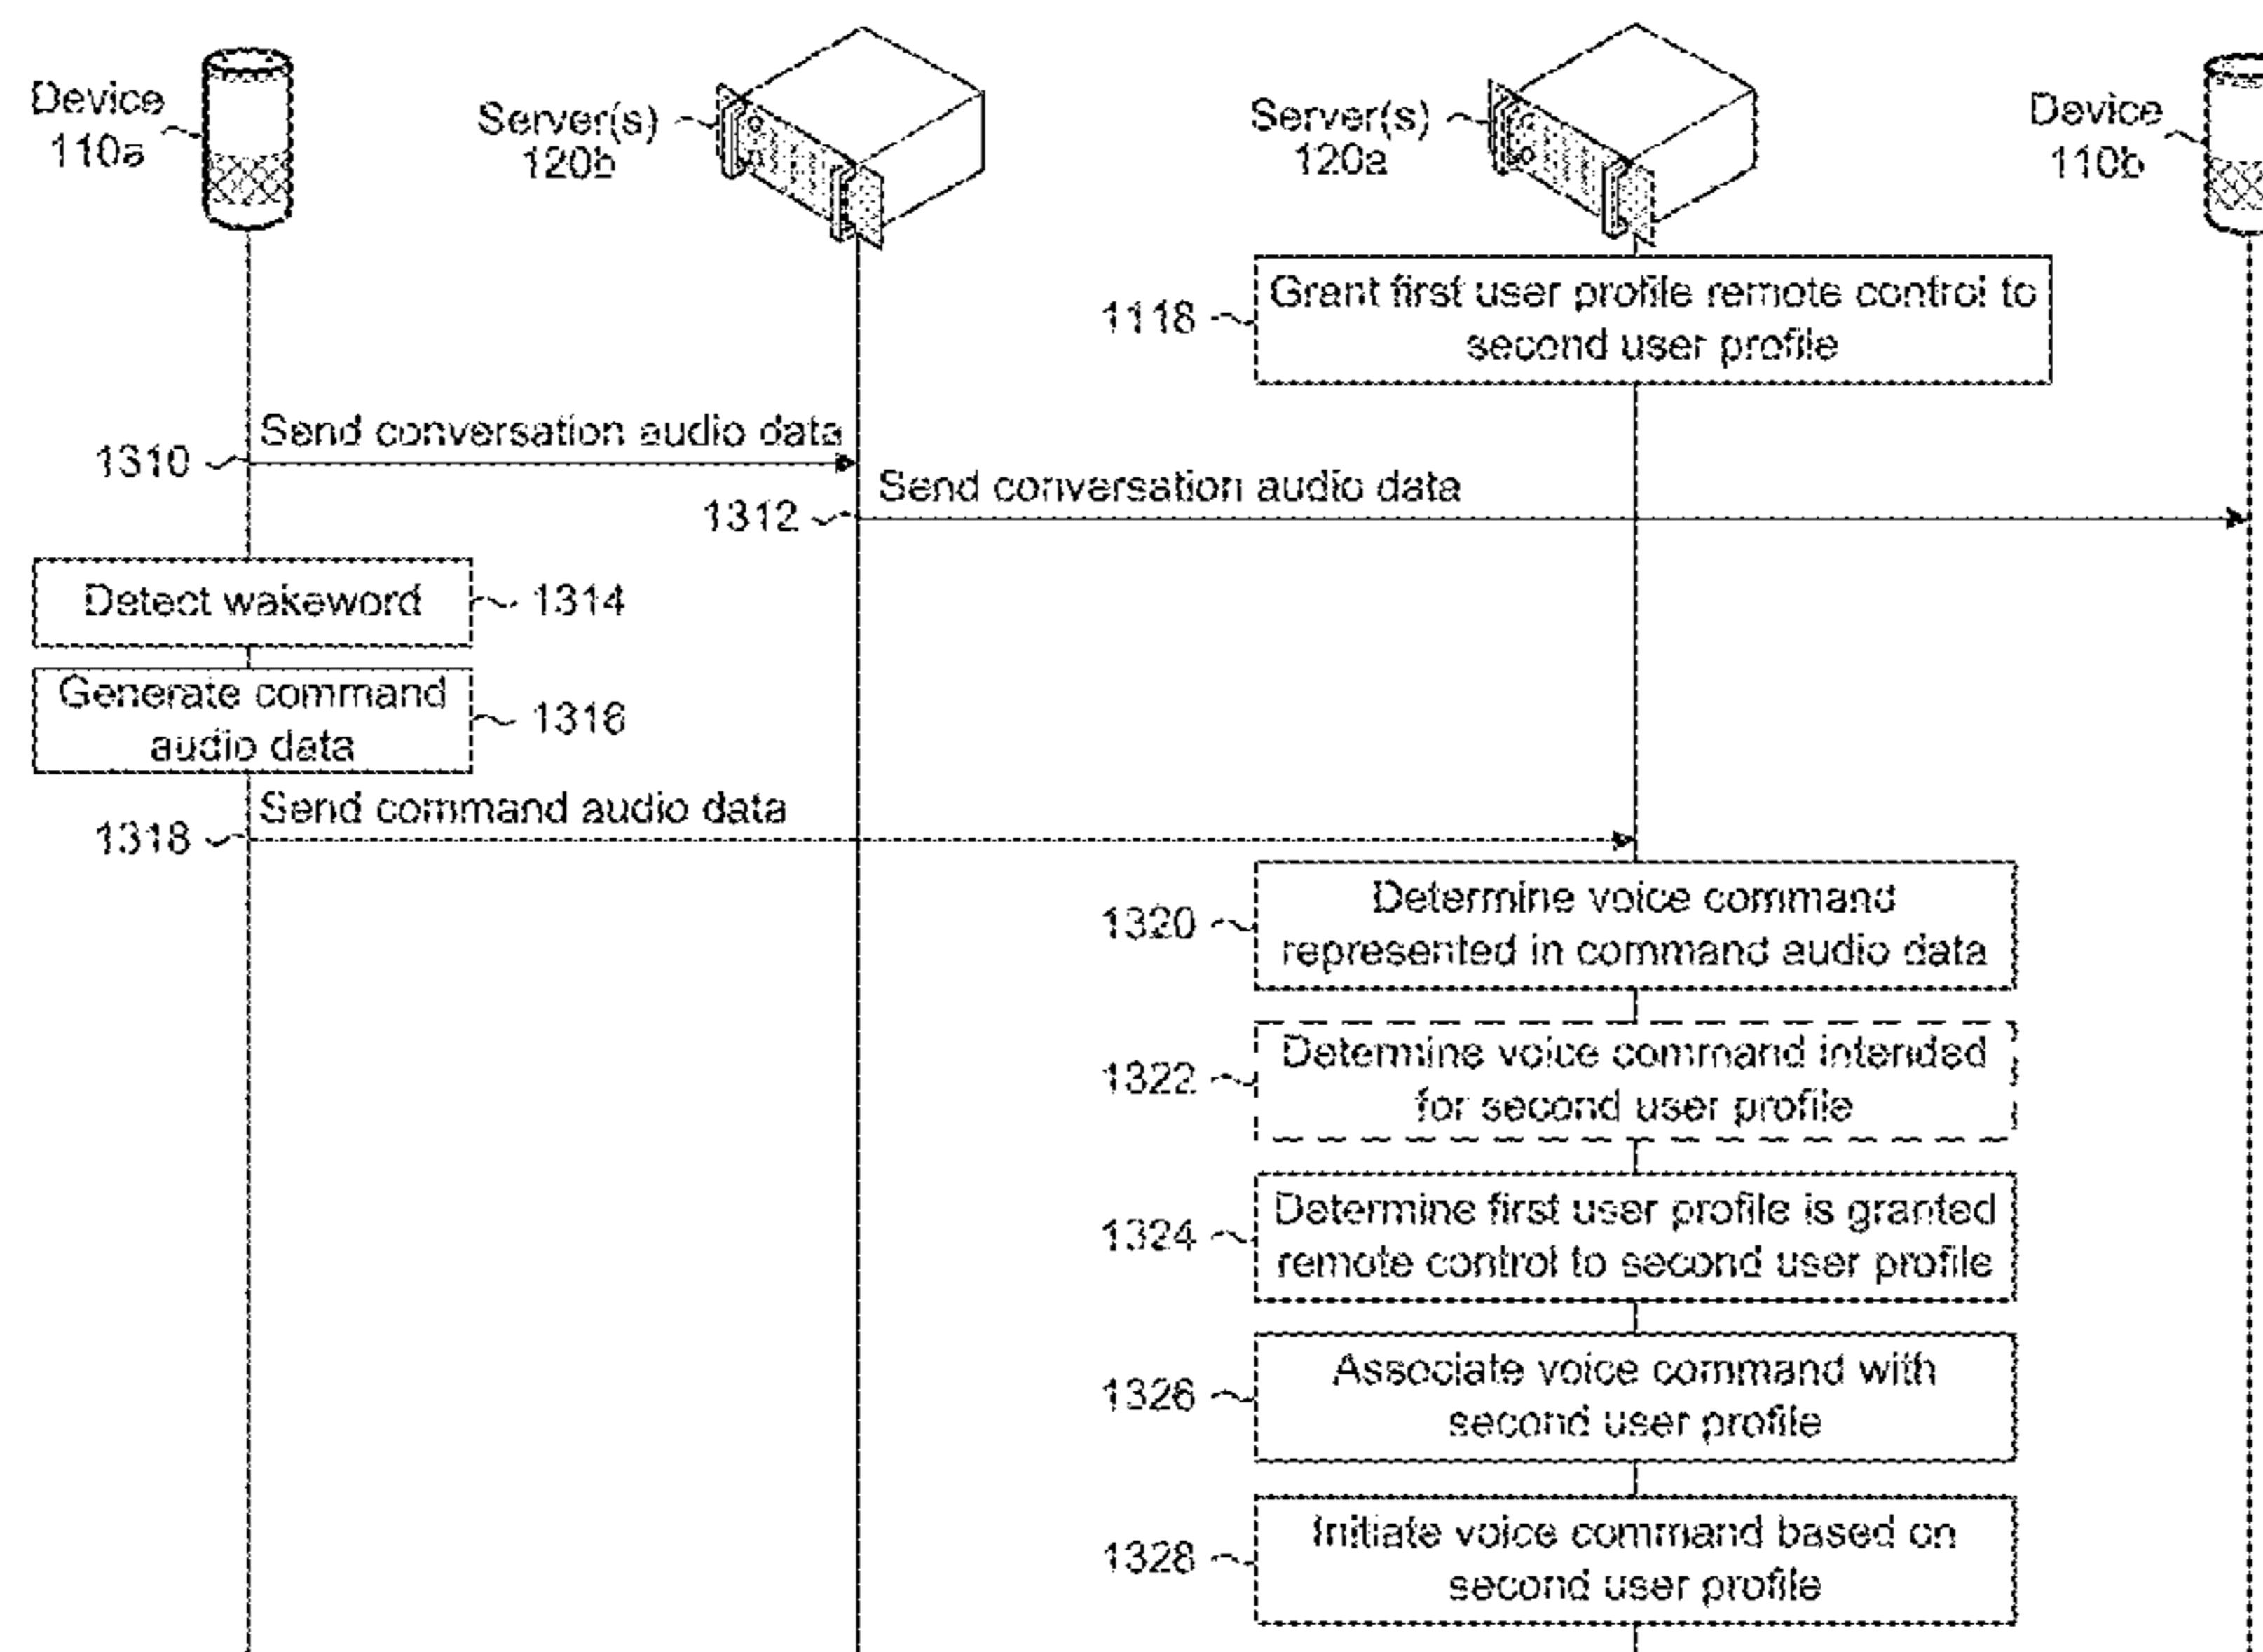 Device
110a
Server(s)
120b
Server(s)
120a
Device
110b
1118
Grant first user profile remote control to
second user profile
Send conversation audio data
1310
Send conversation audio data
1312
Detect wakeword
1314
Generate command
audio data
1316
Send command audio data
1318
1320
Determine voice command
represented in command audio data
1322
Determine voice command intended
for second user profile
1324
Determine first user profile is granted
remote control to second user profile
1326
Associate voice command with
second user profile
1328
Initiate voice command based on
second user profile